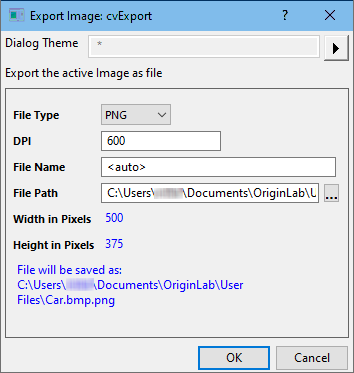 Export Image: cvExport
Dialog Theme *
Export the active Image as file
File Type PNG
DPI 600
File Name <auto>
File Path C:\Users\ \Documents\OriginLab\U ...
Width in Pixels 500
Height in Pixels 375
File will be saved as:
C:\Users\ \Documents\OriginLab\User
Files\Car.bmp.png
OK Cancel